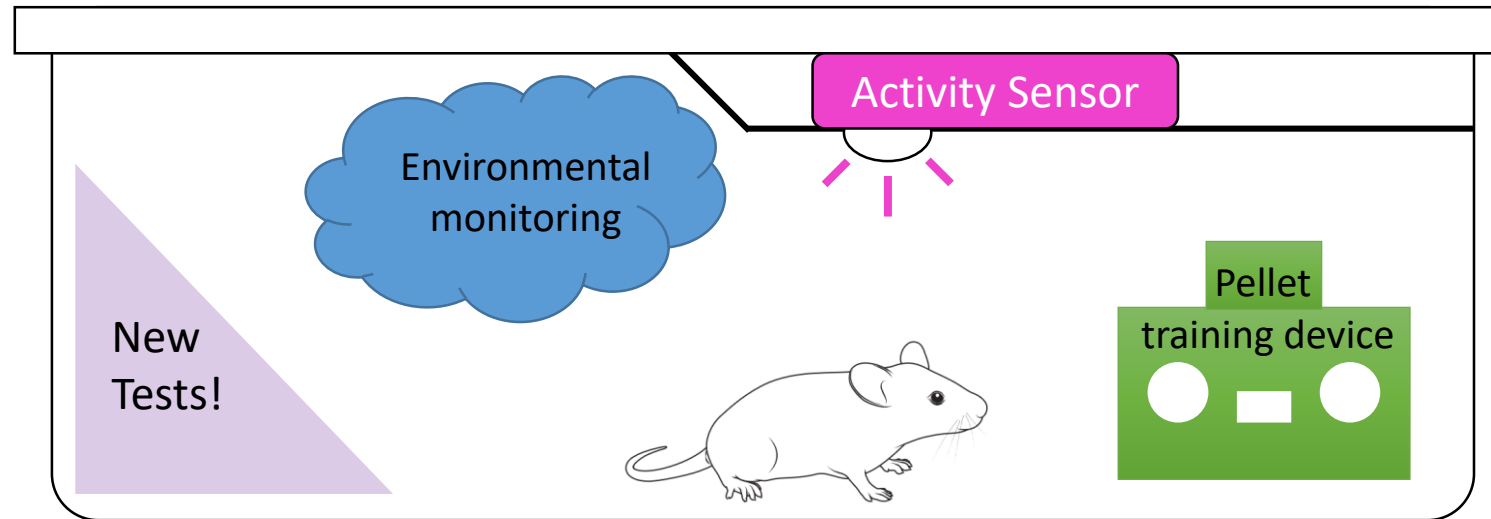 Activity Sensor
Environmental
monitoring
New
Tests!
Pellet
training device